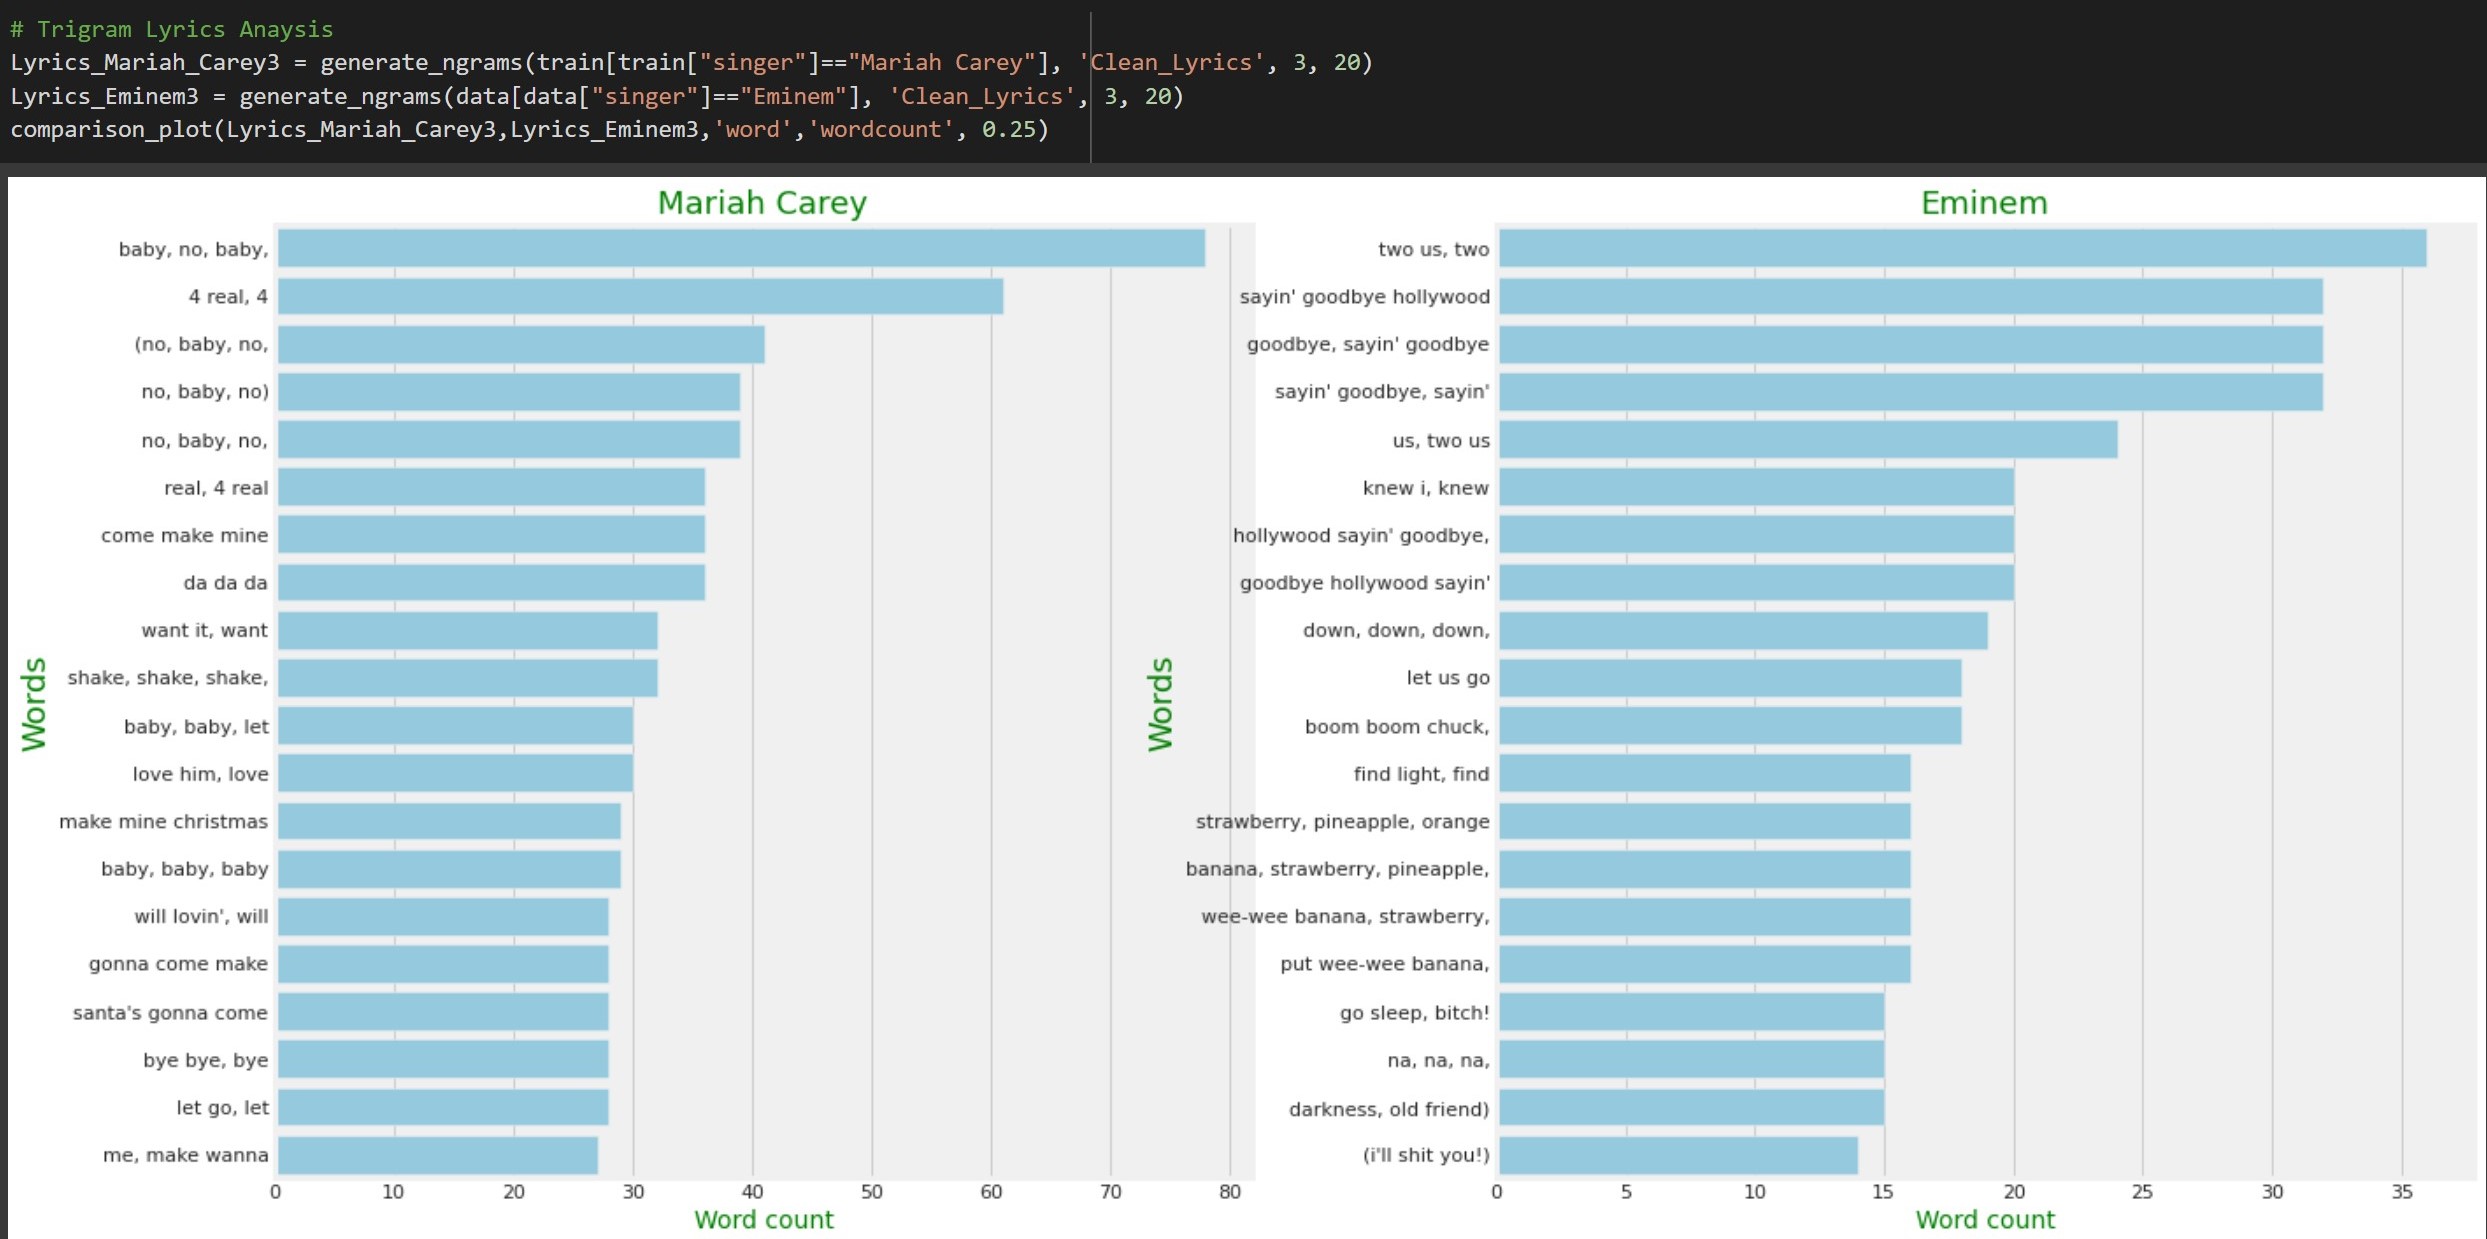 # Trigram Lyrics Anaysis
Lyrics_Mariah_Carey3 = generate_ngrams(train[train["singer"]=="Mariah Carey"], 'Clean_Lyrics', 3, 20)
Lyrics_Eminem3 = generate_ngrams(data[data["singer"]=="Eminem"], 'Clean_Lyrics', 3, 20)
comparison_plot(Lyrics_Mariah_Carey3,Lyrics_Eminem3,'word','wordcount', 0.25)
Mariah Carey
Words
baby, no, baby,
4 real, 4
(no, baby, no,
no, baby, no)
no, baby, no,
real, 4 real
come make mine
da da da
want it, want
shake, shake, shake,
baby, baby, let
love him, love
make mine christmas
baby, baby, baby
will lovin', will
gonna come make
santa's gonna come
bye bye, bye
let go, let
me, make wanna
0 10 20 30 40 50 60 70 80
Word count
Eminem
Words
two us, two
sayin' goodbye hollywood
goodbye, sayin' goodbye
sayin' goodbye, sayin'
us, two us
knew i, knew
hollywood sayin' goodbye,
goodbye hollywood sayin'
down, down, down,
let us go
boom boom chuck,
find light, find
strawberry, pineapple, orange
banana, strawberry, pineapple,
wee-wee banana, strawberry,
put wee-wee banana,
go sleep, bitch!
na, na, na,
darkness, old friend)
(i'll shit you!)
0 5 10 15 20 25 30 35
Word count